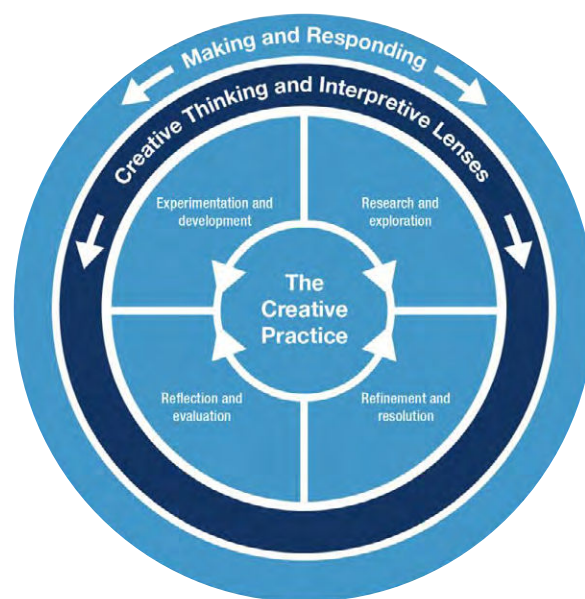 Making and Responding
Creative Thinking and Interpretive Lenses
Experimentation and
development
Research and
exploration
The
Creative
Practice
Reflection and
evaluation
Refinement and
resolution